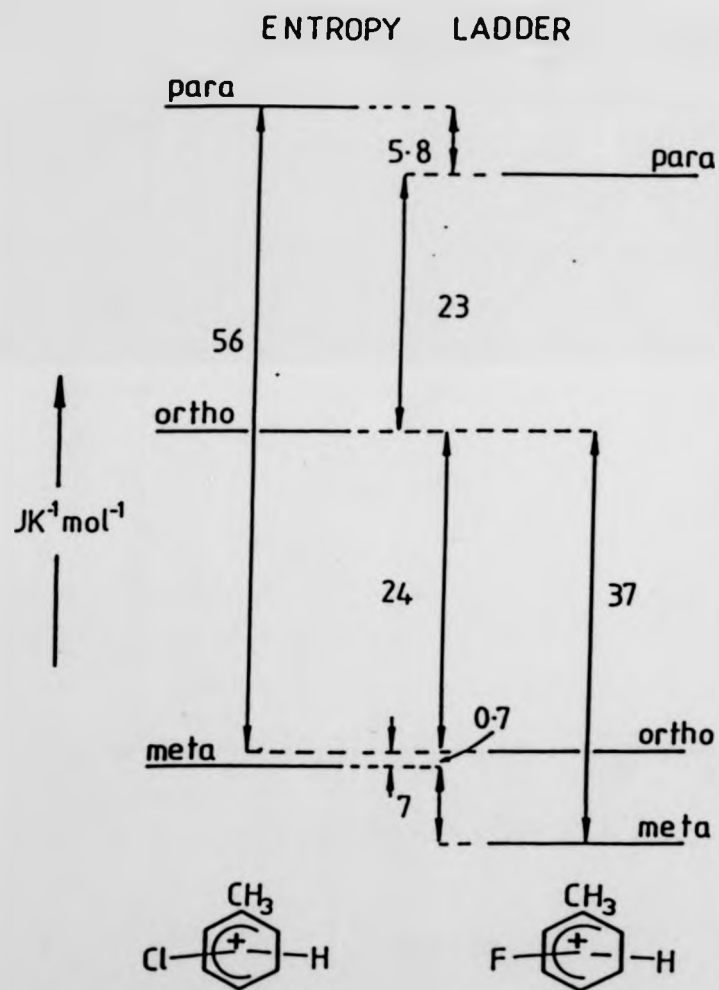 ENTROPY LADDER
para
5·8
para
23
56
ortho
JK⁻¹mol⁻¹
24
37
0·7
meta
ortho
7
meta
CH₃
CH₃
Cl
+
H
F
+
H